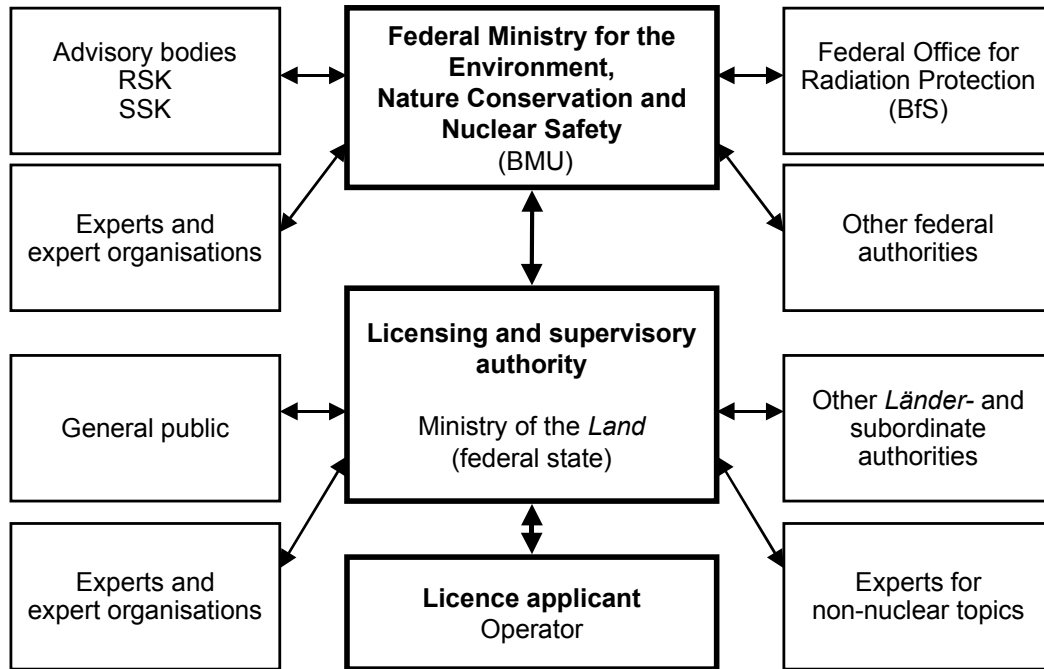 Advisory bodies
RSK
SSK
Federal Ministry for the
Environment,
Nature Conservation and
Nuclear Safety
(BMU)
Federal Office for
Radiation Protection
(BfS)
Experts and
expert organisations
Other federal
authorities
Licensing and supervisory
authority
Ministry of the Land
(federal state)
General public
Other Länder- and
subordinate
authorities
Experts and
expert organisations
Licence applicant
Operator
Experts for
non-nuclear topics